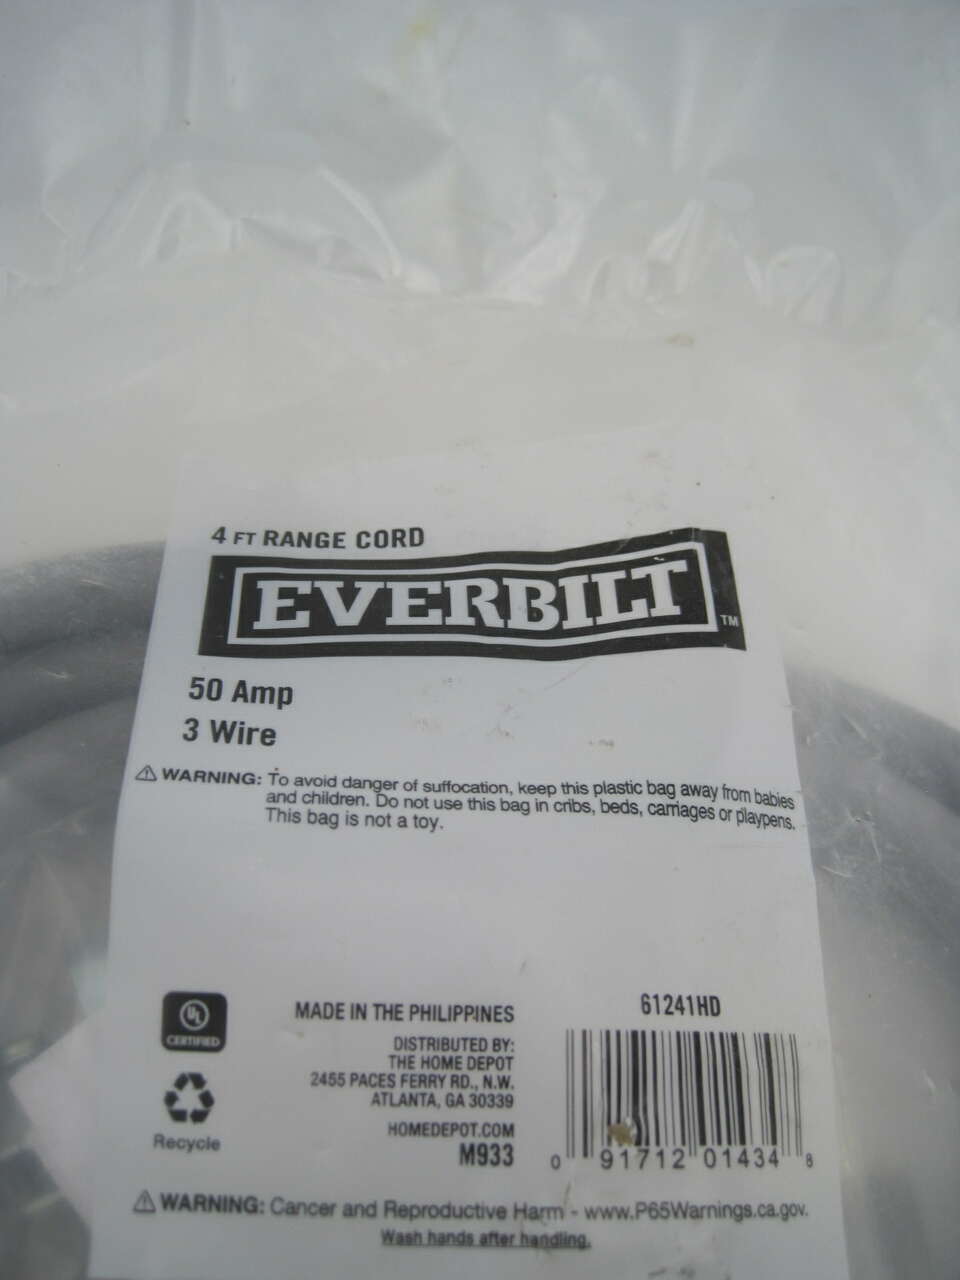 4 FT RANGE CORD
EVERBILT™
50 Amp
3 Wire
⚠ WARNING: To avoid danger of suffocation, keep this plastic bag away from babies
and children. Do not use this bag in cribs, beds, carriages or playpens.
This bag is not a toy.
UL
CERTIFIED
Recycle
MADE IN THE PHILIPPINES
DISTRIBUTED BY:
THE HOME DEPOT
2455 PACES FERRY RD., N.W.
ATLANTA, GA 30339
HOMEDEPOT.COM
M933
61241HD
0 91712 01434 8
⚠ WARNING: Cancer and Reproductive Harm - www.P65Warnings.ca.gov.
Wash hands after handling.